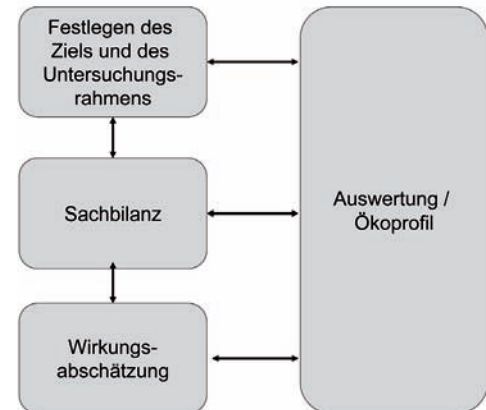 Festlegen des
Ziels und des
Untersuchungs-
rahmens
Sachbilanz
Wirkungs-
abschätzung
Auswertung /
Ökoprofil